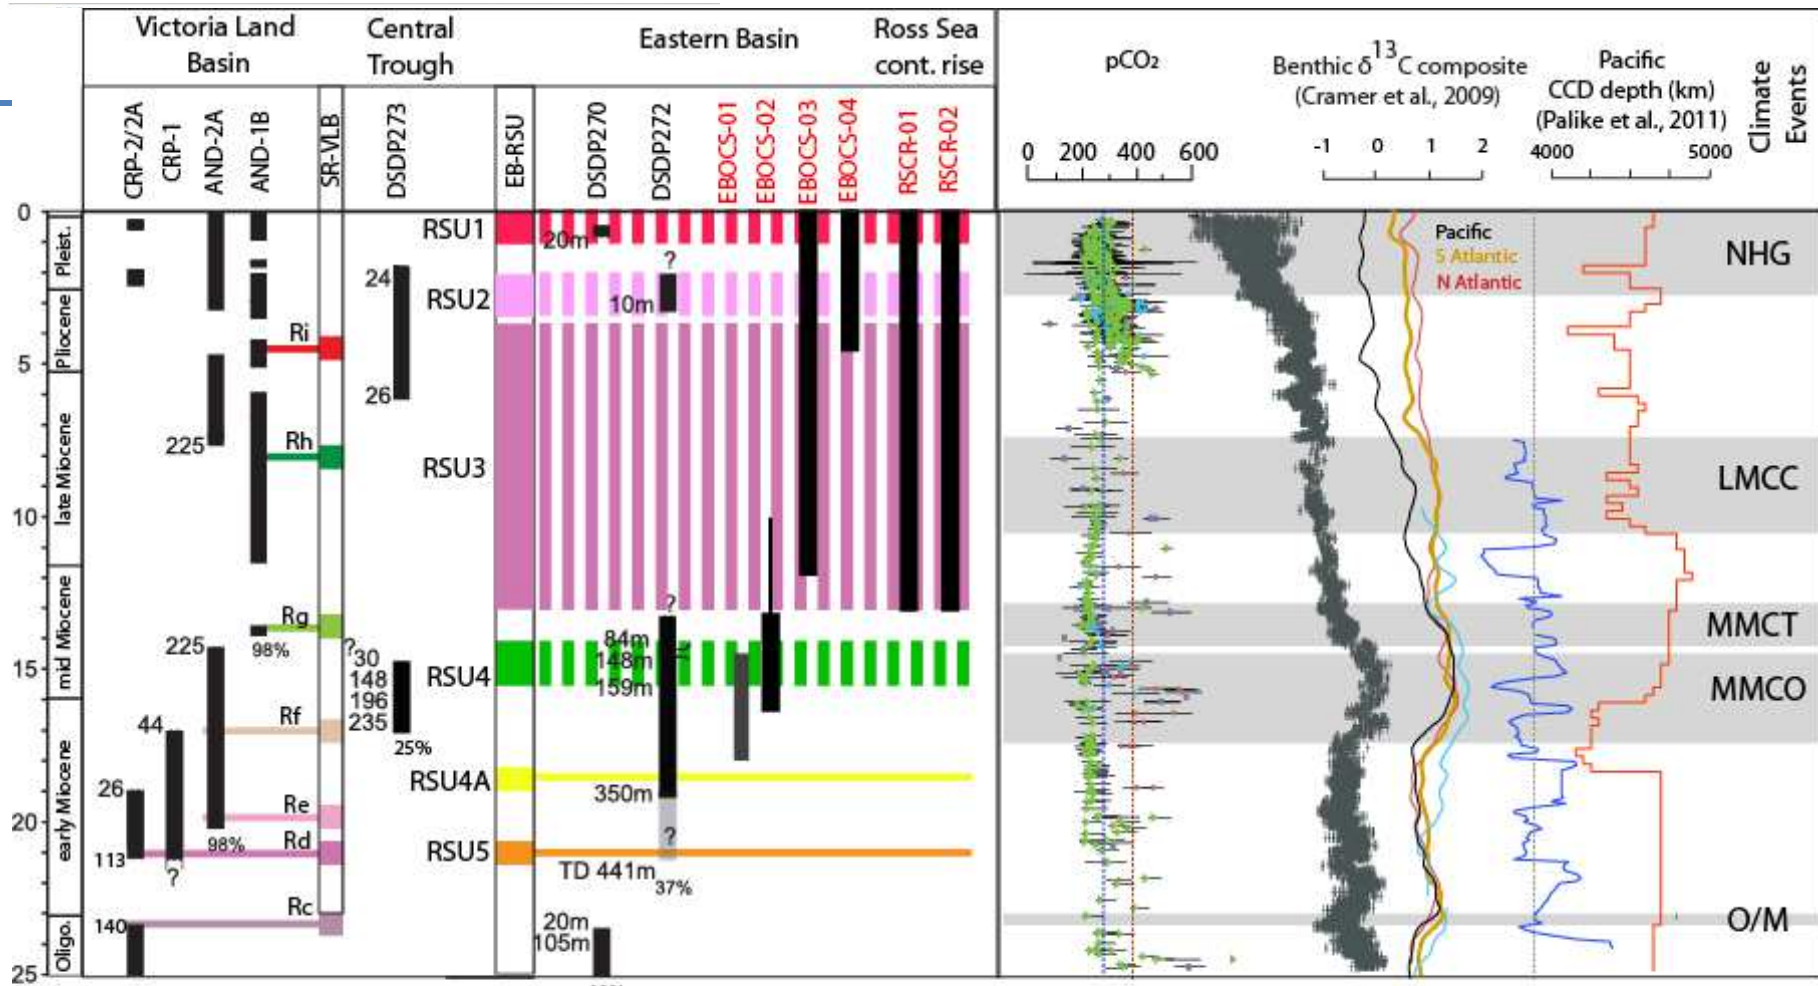 Victoria Land
Basin
Central
Trough
Eastern Basin
Ross Sea
cont. rise
pCO₂
Benthic δ¹³C composite
(Cramer et al., 2009)
Pacific
CCD depth (km)
(Palike et al., 2011)
Climate
Events
CRP-2/2A
CRP-1
AND-2A
AND-1B
SR-VLB
DSDP273
EB-RSU
DSDP270
DSDP272
EBOCS-01
EBOCS-02
EBOCS-03
EBOCS-04
RSCR-01
RSCR-02
0 200 400 600
-1 0 1 2
4000 5000
0
5
10
15
20
25
Pleist.
Pliocene
late Miocene
mid Miocene
early Miocene
Oligo.
Ri
Rh
Rg
Rf
Re
Rd
Rc
225
225
98%
44
26
113
?
98%
140
24
26
?
30
148
196
235
25%
RSU1
RSU2
RSU3
RSU4
RSU4A
RSU5
20m
?
10m
?
84m
148m
159m
350m
?
TD 441m
37%
20m
105m
Pacific
S Atlantic
N Atlantic
NHG
LMCC
MMCT
MMCO
O/M